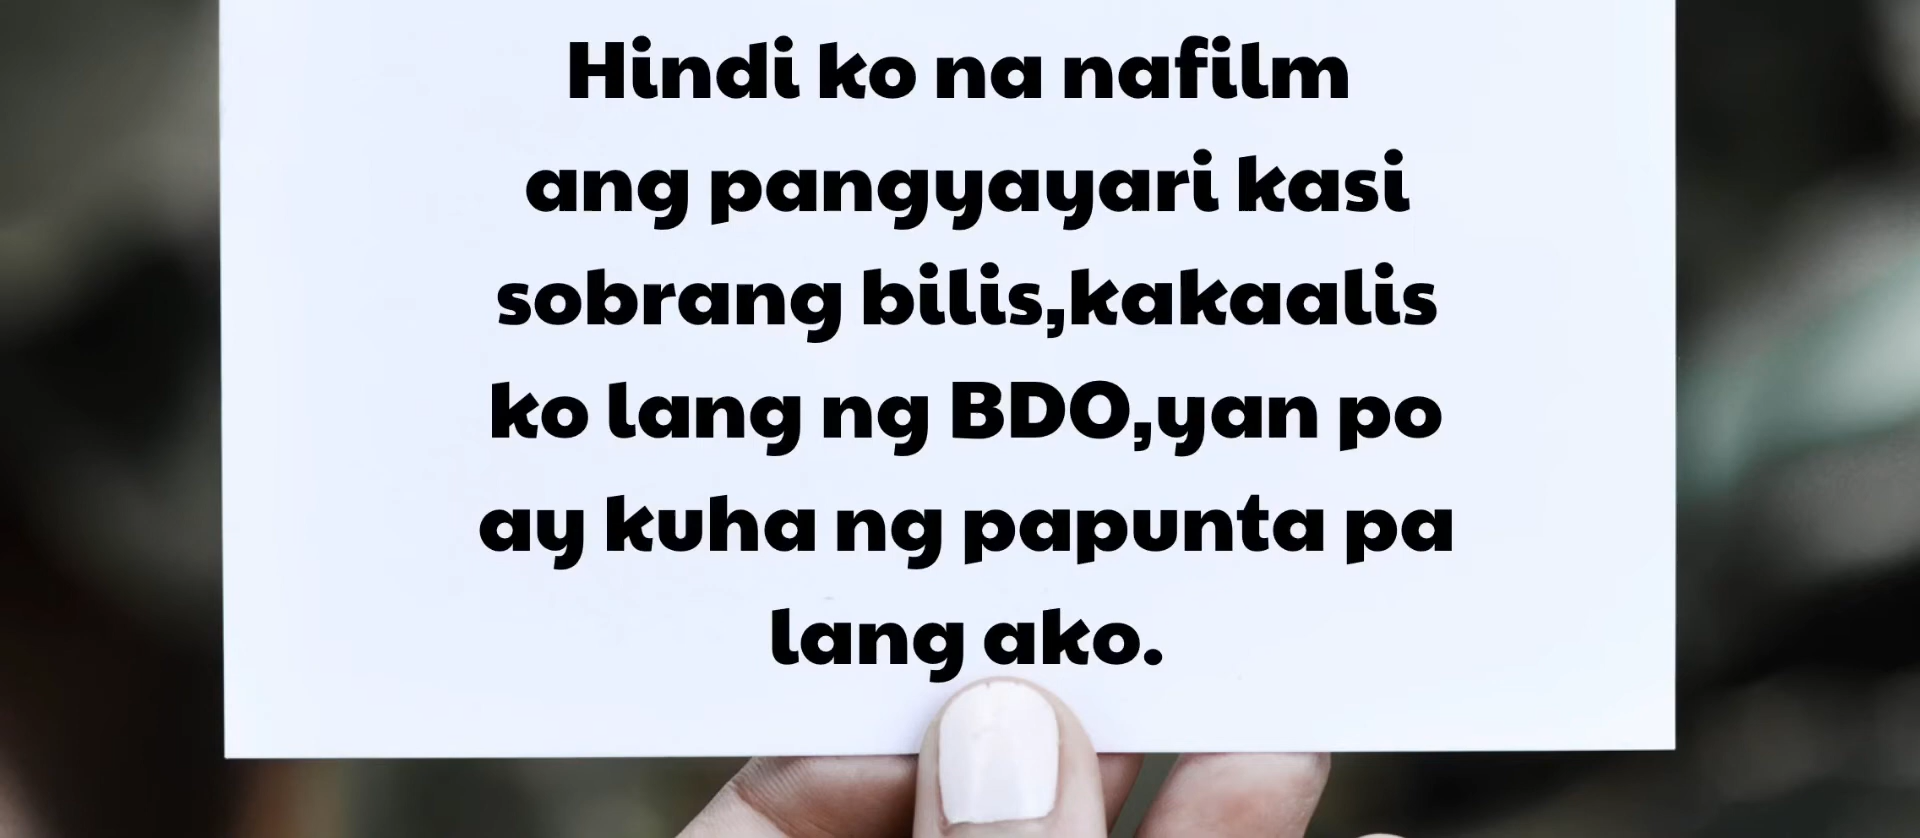 Hindi ko na nafilm
ang pangyayari kasi
sobrang bilis,kakaalis
ko lang ng BDO,yan po
ay kuha ng papunta pa
lang ako.